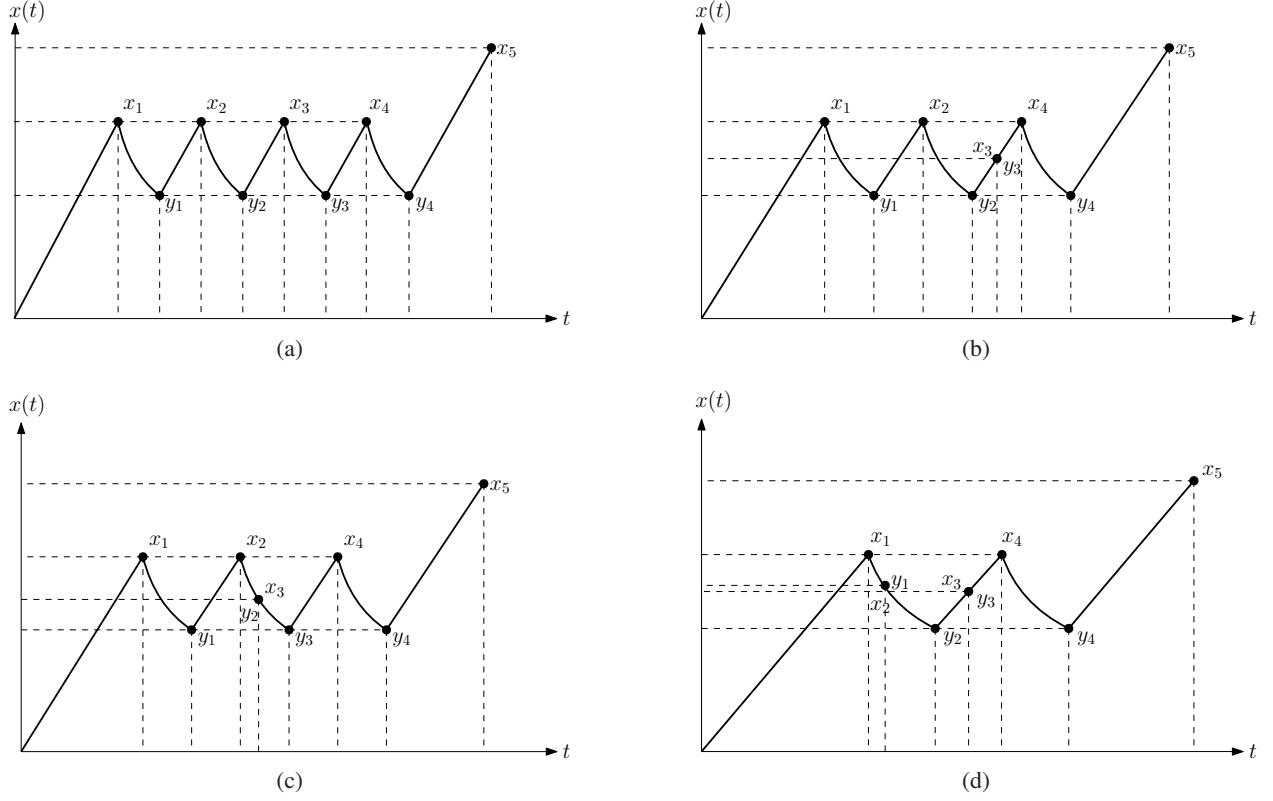 x(t)
x₁ x₂ x₃ x₄ x₅
y₁ y₂ y₃ y₄
t
(a)
x(t)
x₁ x₂ x₃ x₄ x₅
y₁ y₂ y₃ y₄
t
(b)
x(t)
x₁ x₂ x₃ x₄ x₅
y₁ y₂ y₃ y₄
t
(c)
x(t)
x₁ x₂ x₃ x₄ x₅
y₁ y₂ y₃ y₄
t
(d)